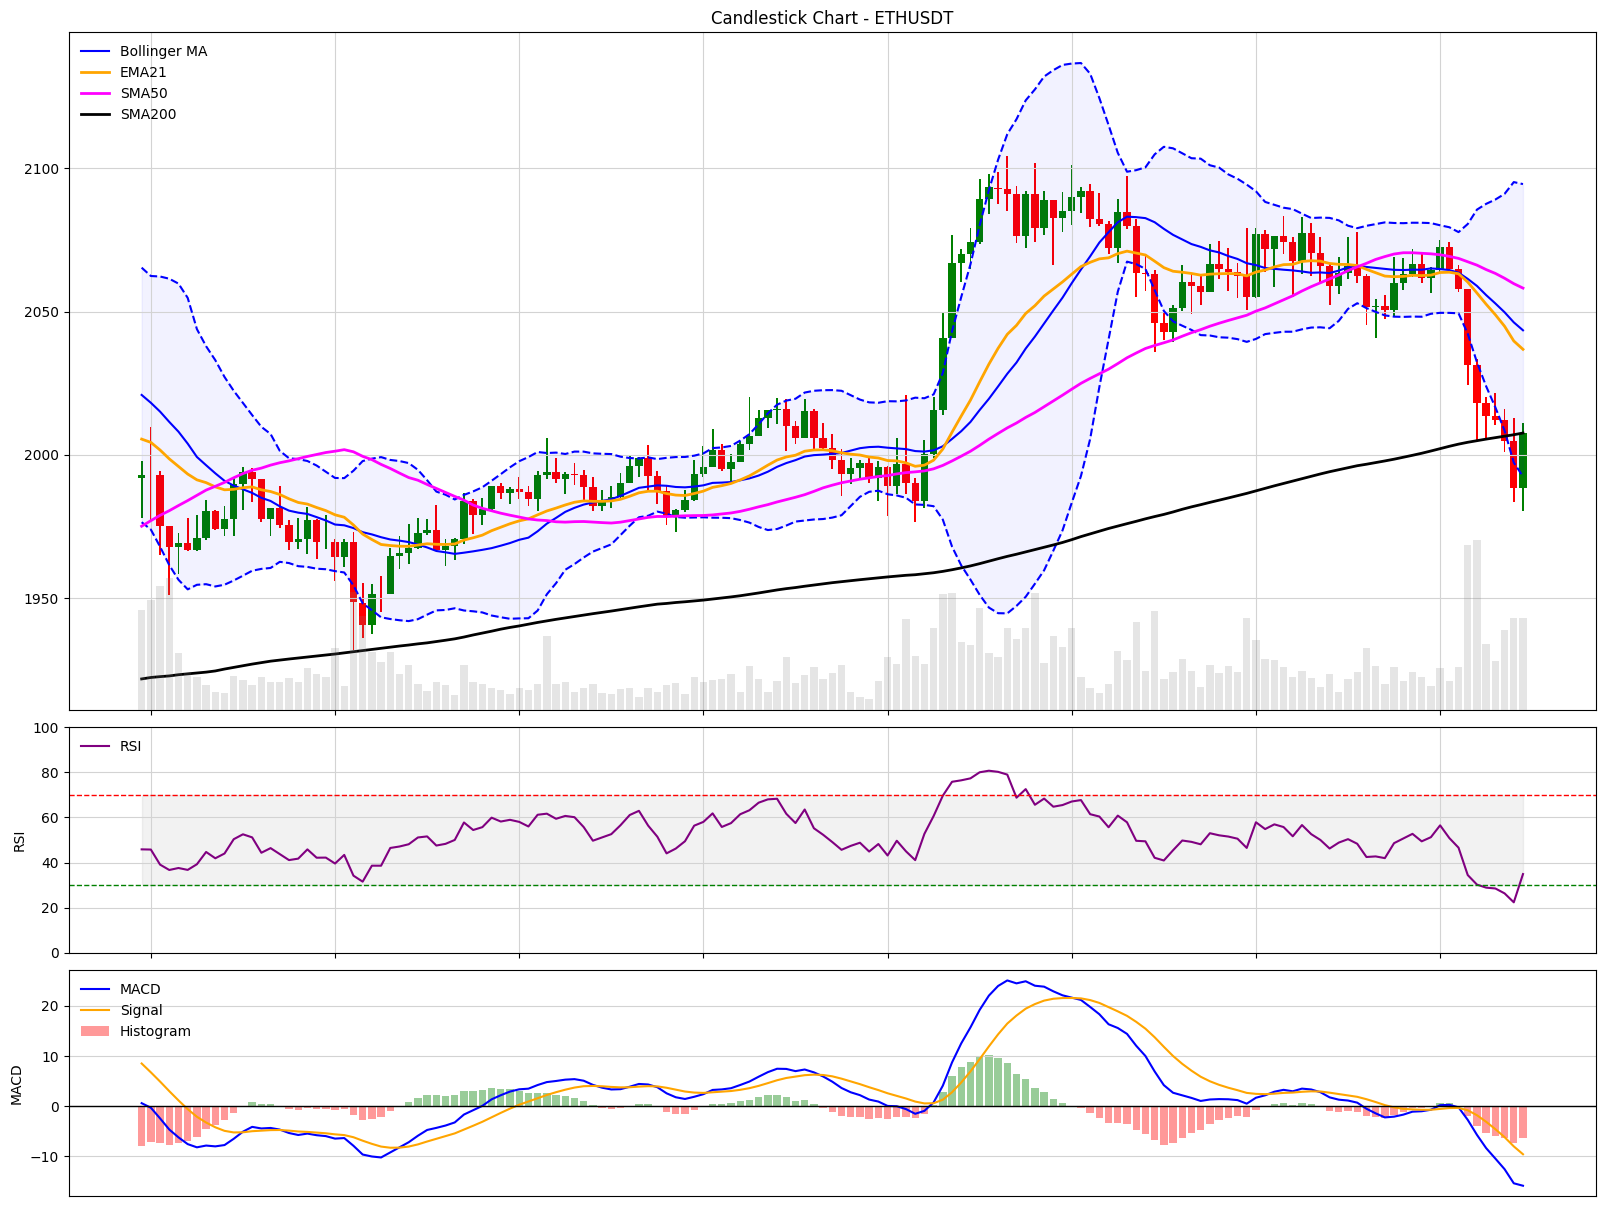 Candlestick Chart - ETHUSDT
Bollinger MA
EMA21
SMA50
SMA200
2100
2050
2000
1950
RSI
100
80
60
40
20
0
RSI
MACD
Signal
Histogram
20
10
0
−10
MACD